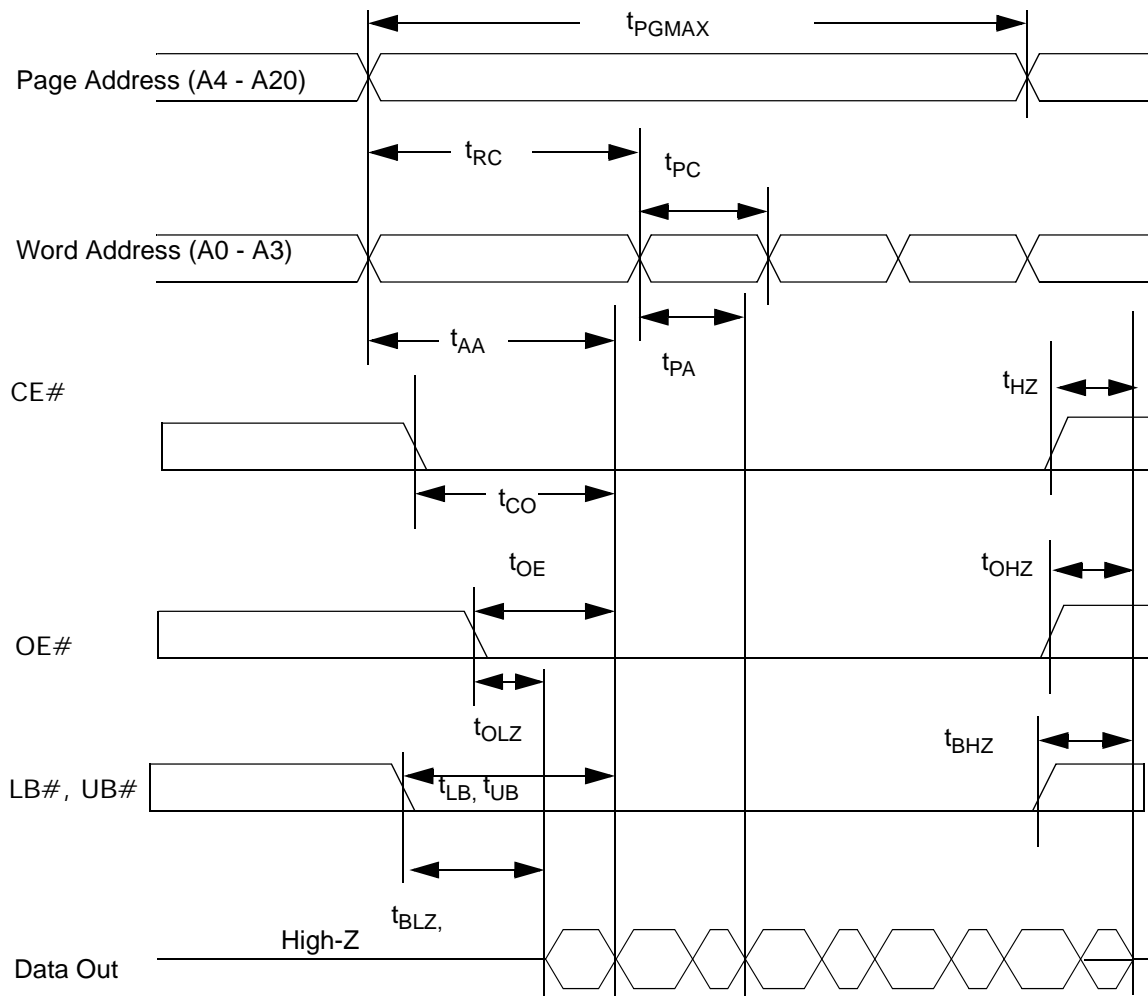 tPGMAX
Page Address (A4 - A20)
tRC
tPC
Word Address (A0 - A3)
tAA
tPA
tHZ
CE#
tCO
tOE
tOHZ
OE#
tOLZ
tBHZ
LB#, UB#
tLB, tUB
tBLZ,
High-Z
Data Out